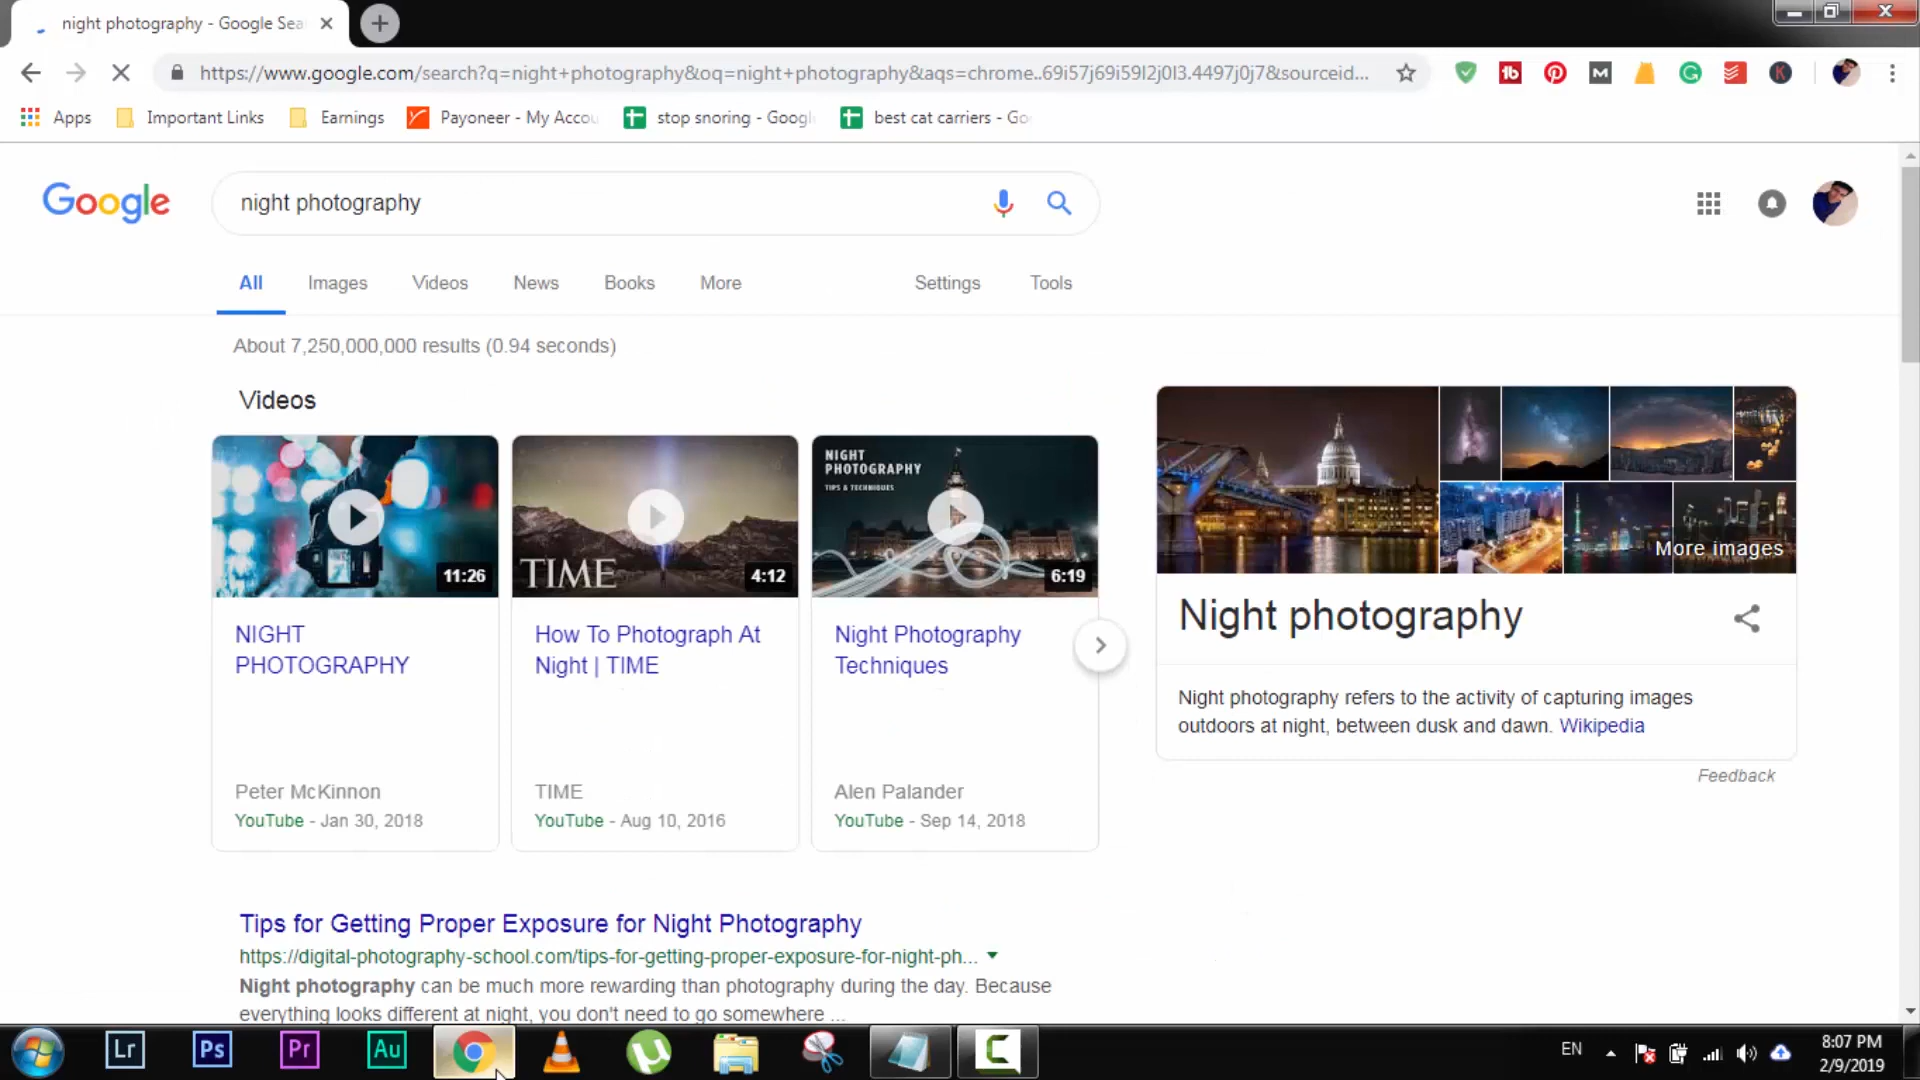 night photography - Google Sea
https://www.google.com/search?q=night+photography&oq=night+photography&aqs=chrome..69i57j69i59l2j0l3.4497j0j7&sourceid...
Apps Important Links Earnings Payoneer - My Accou stop snoring - Googl best cat carriers - Go
Google night photography
All Images Videos News Books More Settings Tools
About 7,250,000,000 results (0.94 seconds)
Videos
NIGHT
PHOTOGRAPHY
TIPS & TECHNIQUES
TIME
11:26 4:12 6:19
More images
NIGHT
PHOTOGRAPHY
Peter McKinnon
YouTube - Jan 30, 2018
How To Photograph At
Night | TIME
TIME
YouTube - Aug 10, 2016
Night Photography
Techniques
Alen Palander
YouTube - Sep 14, 2018
Night photography
Night photography refers to the activity of capturing images
outdoors at night, between dusk and dawn. Wikipedia
Feedback
Tips for Getting Proper Exposure for Night Photography
https://digital-photography-school.com/tips-for-getting-proper-exposure-for-night-ph...
Night photography can be much more rewarding than photography during the day. Because
everything looks different at night, you don't need to go somewhere ...
Lr Ps Pr Au EN 8:07 PM
2/9/2019